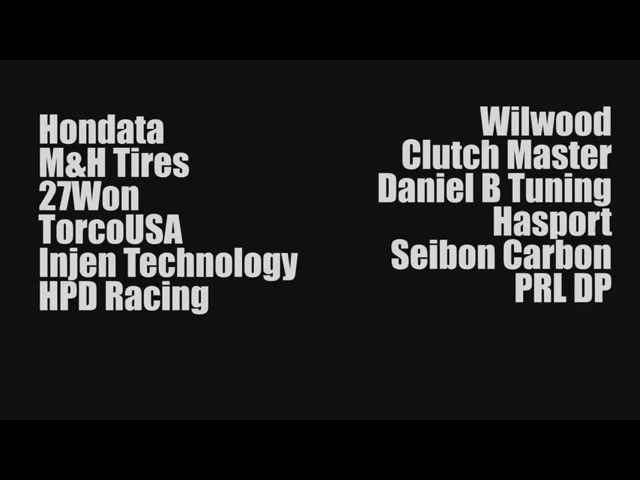 Hondata
M&H Tires
27Won
TorcoUSA
Injen Technology
HPD Racing
Wilwood
Clutch Master
Daniel B Tuning
Hasport
Seibon Carbon
PRL DP